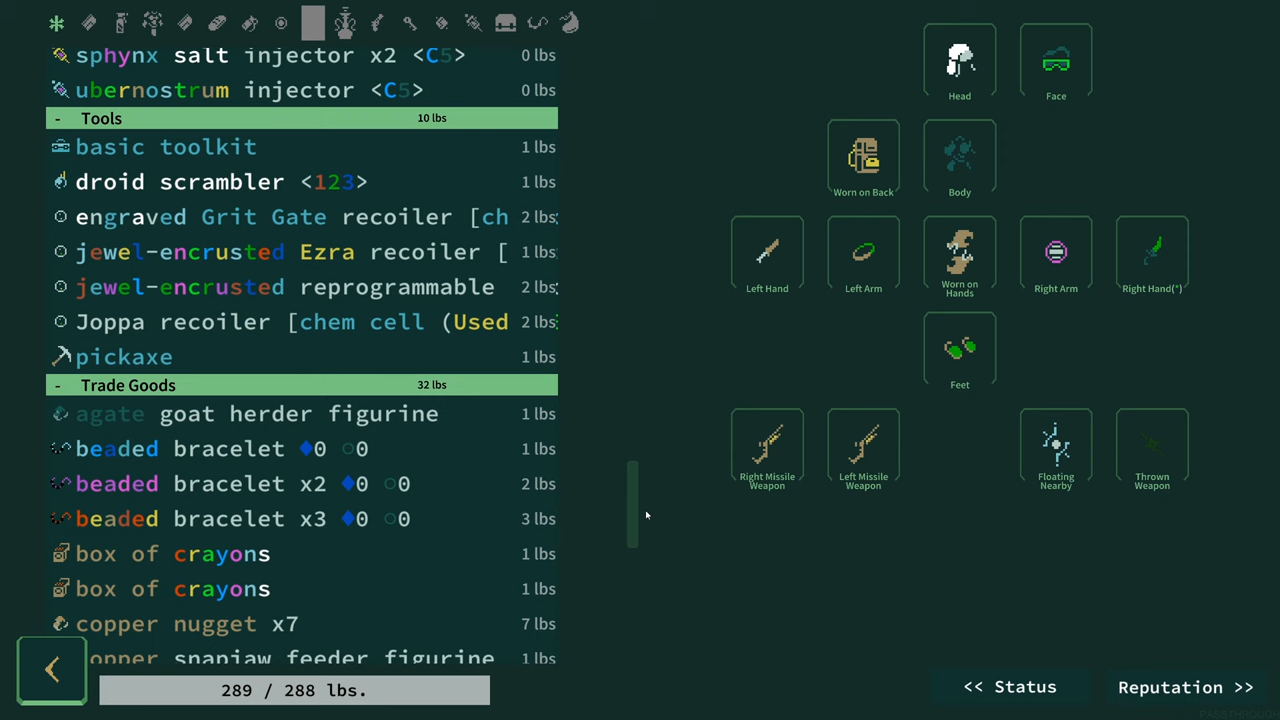 sphynx salt injector x2 <C5> 0 lbs
ubernostrum injector <C5> 0 lbs
- Tools 10 lbs
basic toolkit 1 lbs
droid scrambler <123> 1 lbs
engraved Grit Gate recoiler [ch 2 lbs
jewel-encrusted Ezra recoiler [ 1 lbs
jewel-encrusted reprogrammable 2 lbs
Joppa recoiler [chem cell (Used 2 lbs
pickaxe 1 lbs
- Trade Goods 32 lbs
agate goat herder figurine 1 lbs
beaded bracelet ♦0 ○0 1 lbs
beaded bracelet x2 ♦0 ○0 2 lbs
beaded bracelet x3 ♦0 ○0 3 lbs
box of crayons 1 lbs
box of crayons 1 lbs
copper nugget x7 7 lbs
copper snapjaw feeder figurine 1 lbs
289 / 288 lbs.
Head
Face
Worn on Back
Body
Left Hand
Left Arm
Worn on
Hands
Right Arm
Right Hand(*)
Feet
Right Missile
Weapon
Left Missile
Weapon
Floating
Nearby
Thrown
Weapon
<< Status
Reputation >>